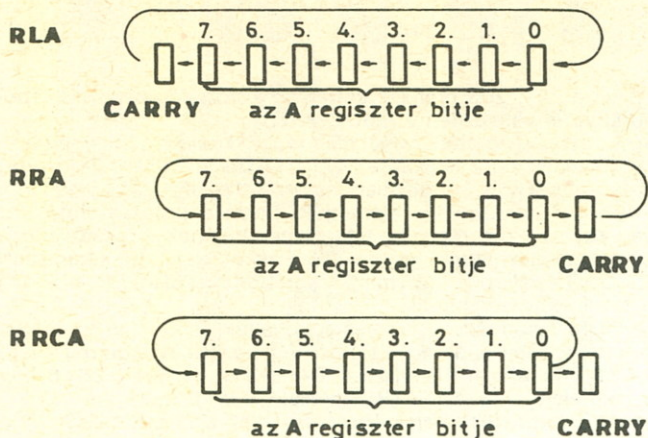 RLA 7. 6. 5. 4. 3. 2. 1. 0
CARRY az A regiszter bitje
RRA 7. 6. 5. 4. 3. 2. 1. 0
az A regiszter bitje CARRY
RRCA 7. 6. 5. 4. 3. 2. 1. 0
az A regiszter bitje CARRY